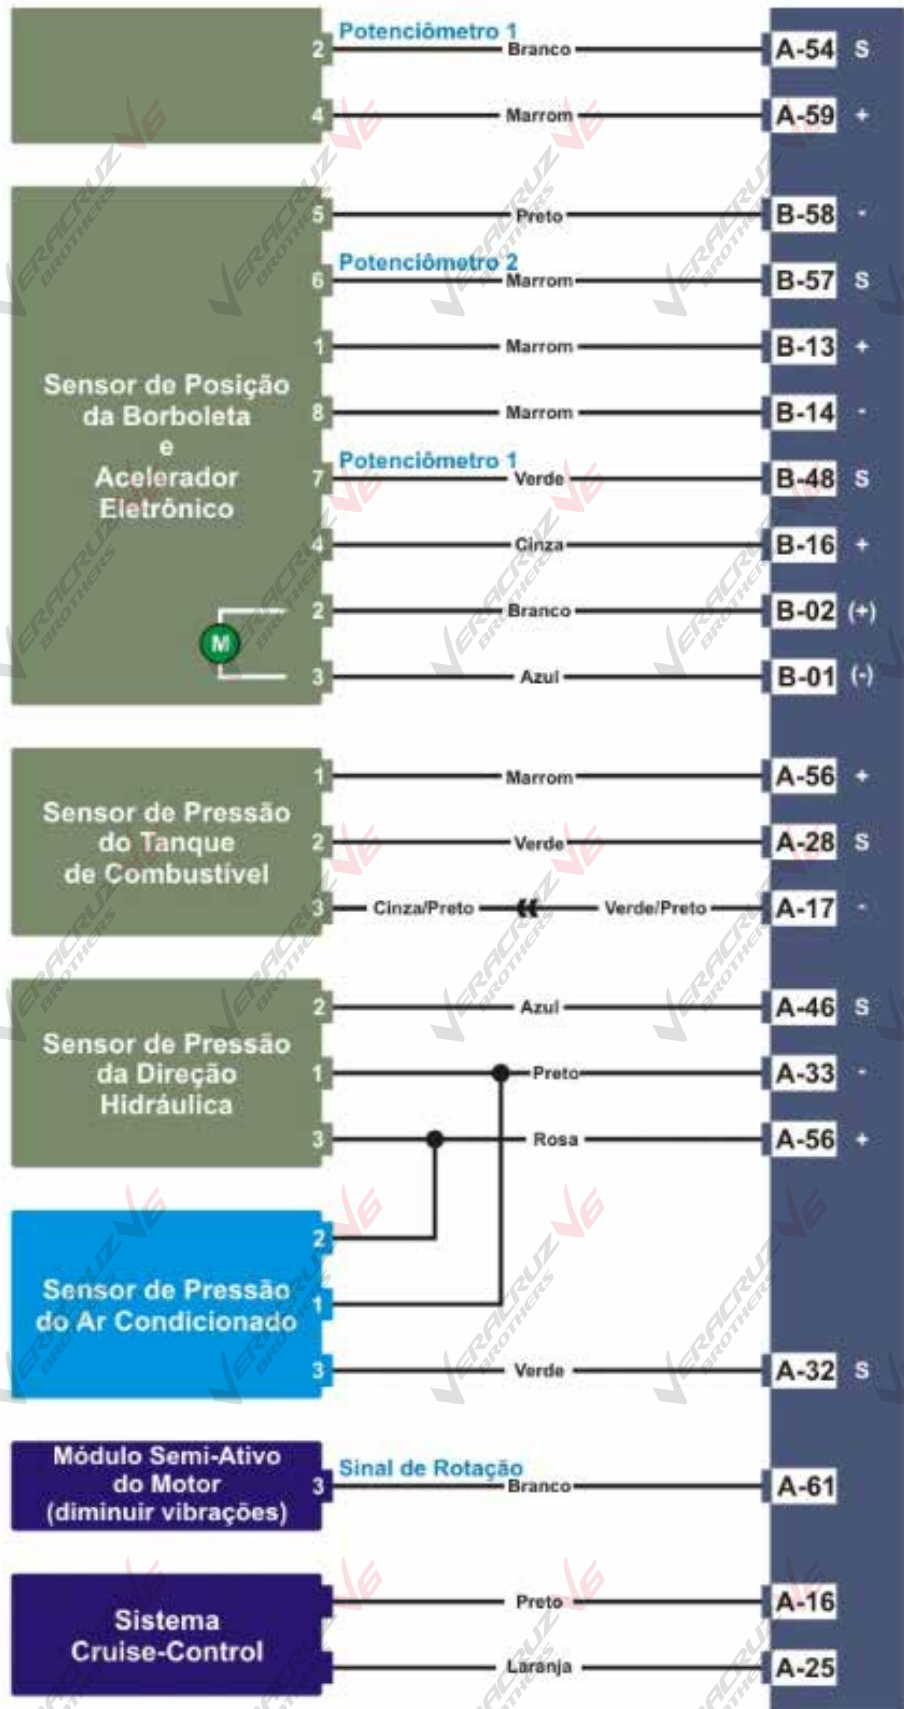 Potenciômetro 1
2 Branco A-54 S
4 Marrom A-59 +
5 Preto B-58 -
Potenciômetro 2
6 Marrom B-57 S
1 Marrom B-13 +
Sensor de Posição
da Borboleta
e
Acelerador
Eletrônico
8 Marrom B-14 -
Potenciômetro 1
7 Verde B-48 S
4 Cinza B-16 +
2 Branco B-02 (+)
M
3 Azul B-01 (-)
Sensor de Pressão
do Tanque
de Combustível
1 Marrom A-56 +
2 Verde A-28 S
3 Cinza/Preto Verde/Preto A-17 -
Sensor de Pressão
da Direção
Hidráulica
2 Azul A-46 S
1 Preto A-33 -
3 Rosa A-56 +
Sensor de Pressão
do Ar Condicionado
2
1
3 Verde A-32 S
Módulo Semi-Ativo
do Motor
(diminuir vibrações)
Sinal de Rotação
3 Branco A-61
Sistema
Cruise-Control
Preto A-16
Laranja A-25
VERACRUZ V6
BROTHERS